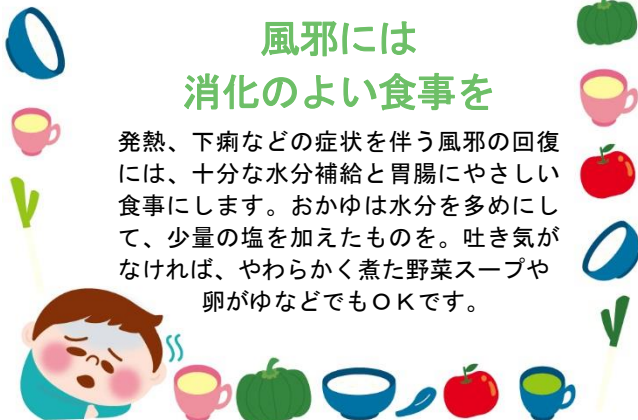 風邪には
消化のよい食事を
発熱、下痢などの症状を伴う風邪の回復
には、十分な水分補給と胃腸にやさしい
食事にします。おかゆは水分を多めにし
て、少量の塩を加えたものを。吐き気が
なければ、やわらかく煮た野菜スープや
卵がゆなどでもＯＫです。